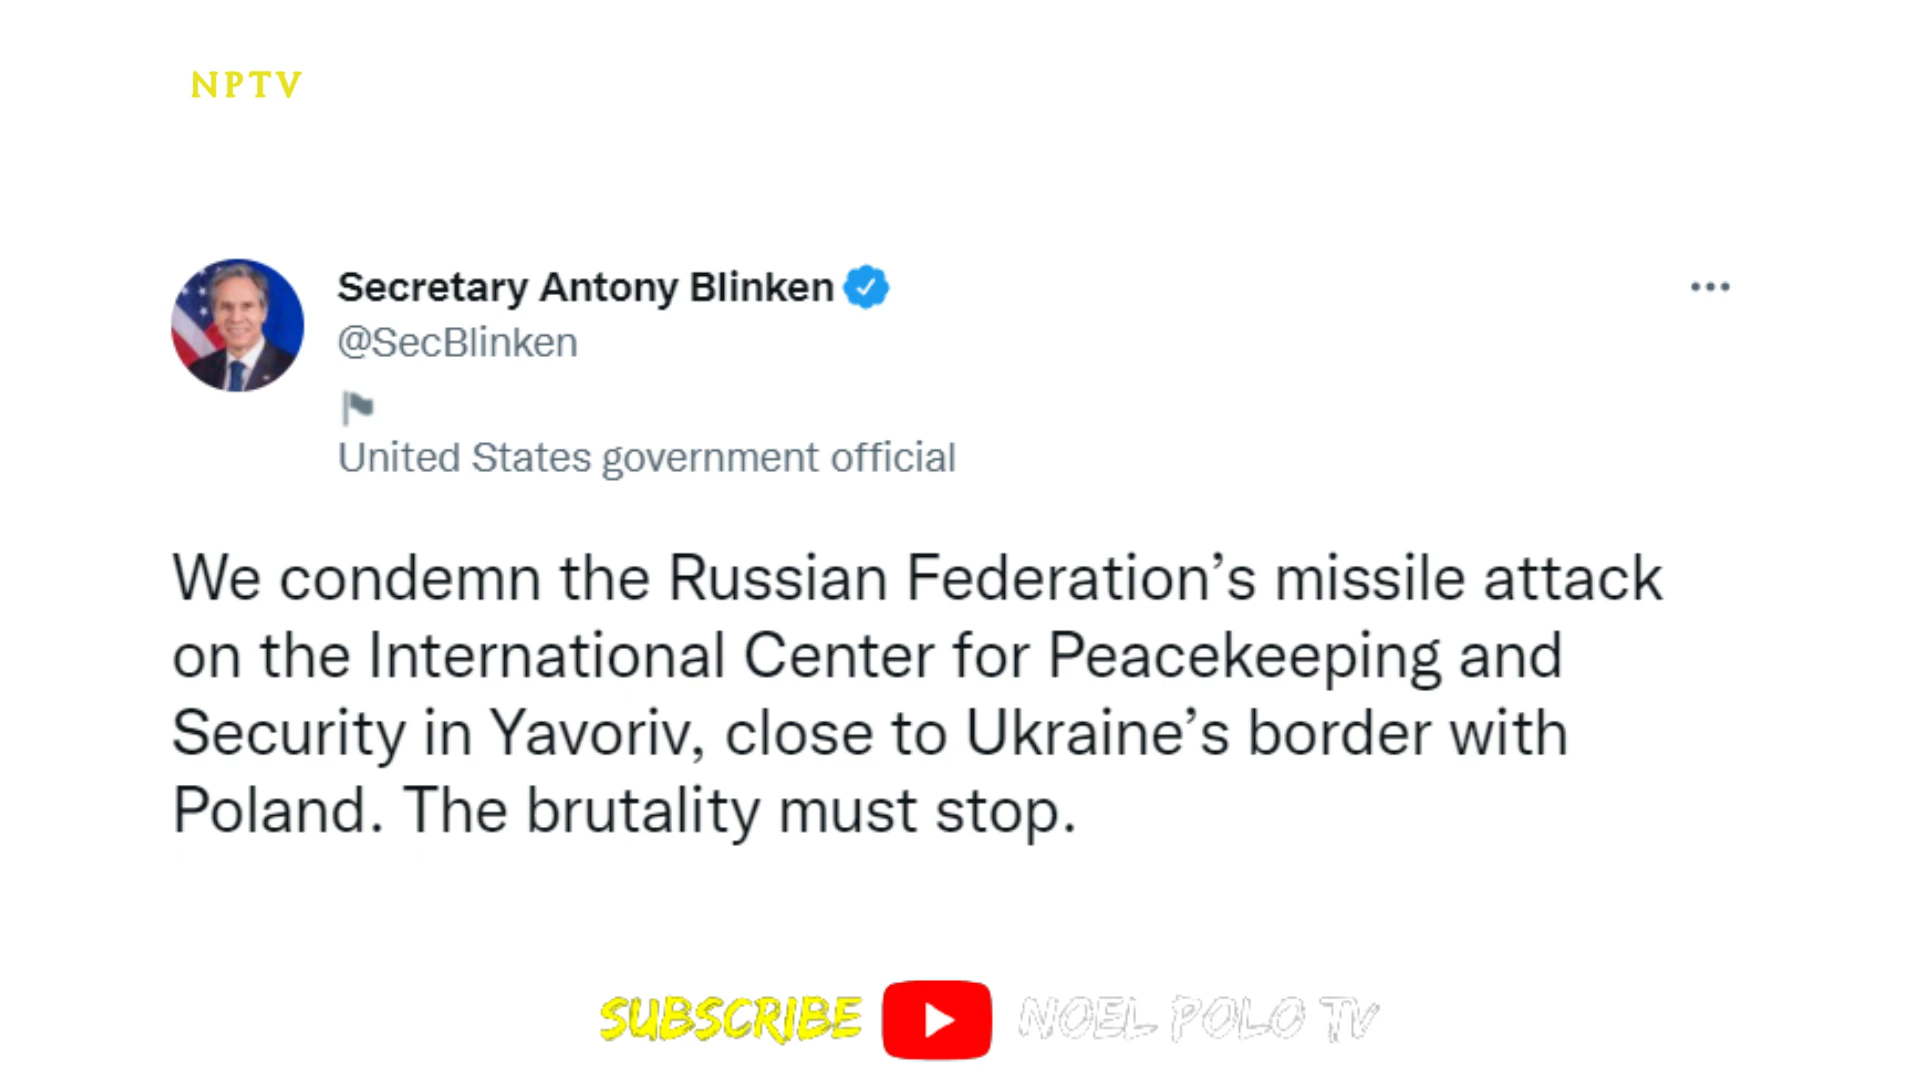 NPTV
Secretary Antony Blinken
@SecBlinken
United States government official
We condemn the Russian Federation’s missile attack
on the International Center for Peacekeeping and
Security in Yavoriv, close to Ukraine’s border with
Poland. The brutality must stop.
SUBSCRIBE NOEL POLO TV